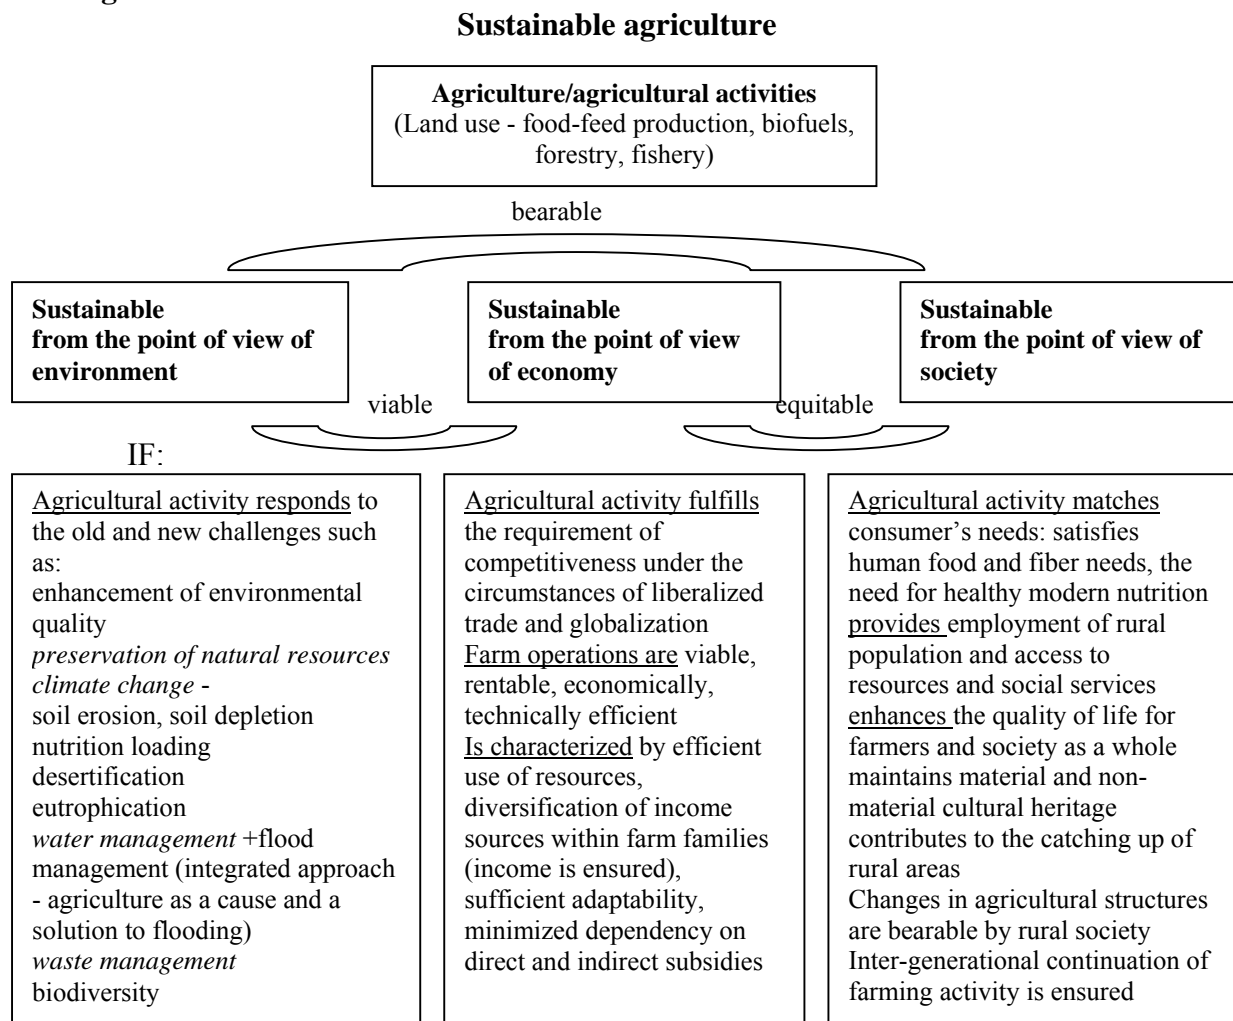 Sustainable agriculture
Agriculture/agricultural activities
(Land use - food-feed production, biofuels,
forestry, fishery)
bearable
Sustainable
from the point of view of
environment
Sustainable
from the point of view
of economy
Sustainable
from the point of view of
society
viable
equitable
IF:
Agricultural activity responds to
the old and new challenges such
as:
enhancement of environmental
quality
preservation of natural resources
climate change -
soil erosion, soil depletion
nutrition loading
desertification
eutrophication
water management +flood
management (integrated approach
- agriculture as a cause and a
solution to flooding)
waste management
biodiversity
Agricultural activity fulfills
the requirement of
competitiveness under the
circumstances of liberalized
trade and globalization
Farm operations are viable,
rentable, economically,
technically efficient
Is characterized by efficient
use of resources,
diversification of income
sources within farm families
(income is ensured),
sufficient adaptability,
minimized dependency on
direct and indirect subsidies
Agricultural activity matches
consumer's needs: satisfies
human food and fiber needs, the
need for healthy modern nutrition
provides employment of rural
population and access to
resources and social services
enhances the quality of life for
farmers and society as a whole
maintains material and non-
material cultural heritage
contributes to the catching up of
rural areas
Changes in agricultural structures
are bearable by rural society
Inter-generational continuation of
farming activity is ensured